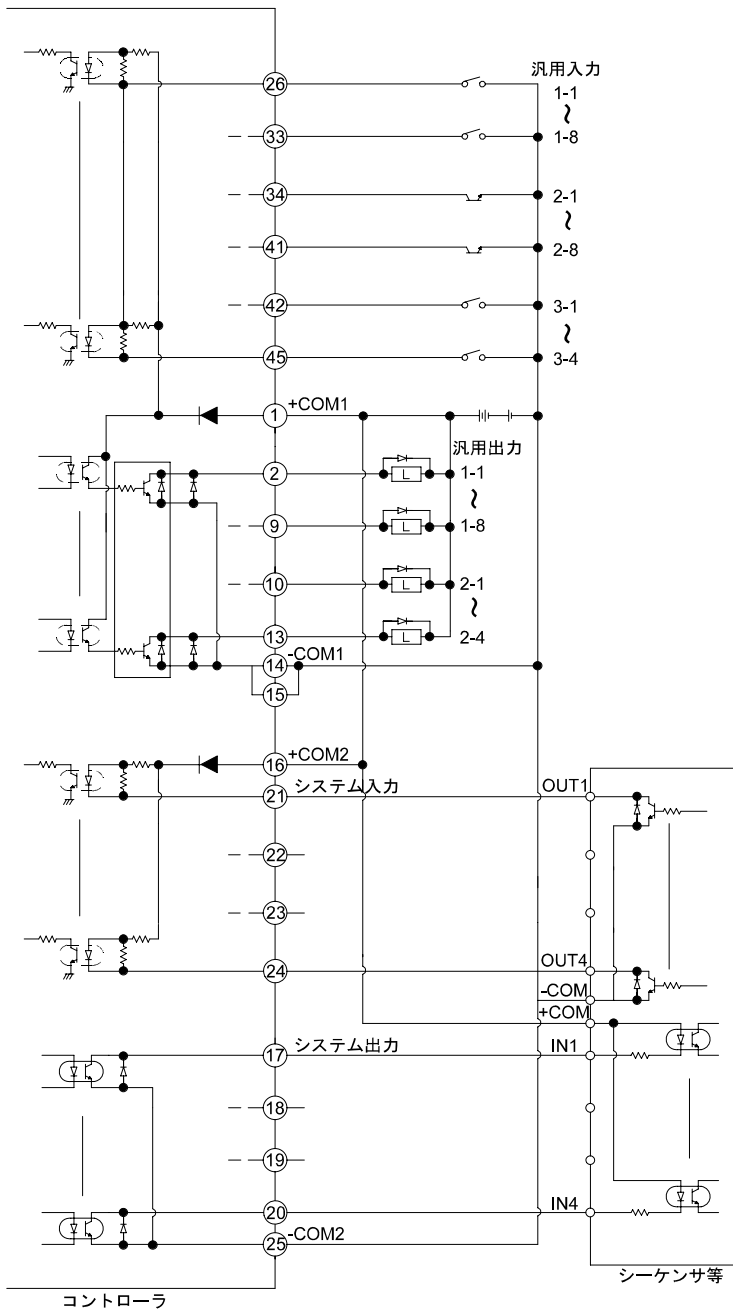 汎用入力
26
1-1
~
33
1-8
34
2-1
~
41
2-8
42
3-1
~
45
3-4
1
+COM1
汎用出力
2
L
1-1
~
9
L
1-8
10
L
2-1
~
13
L
2-4
14
-COM1
15
16
+COM2
21
システム入力
OUT1
22
23
24
OUT4
-COM
+COM
17
システム出力
IN1
18
19
20
IN4
25
-COM2
コントローラ
シーケンサ等